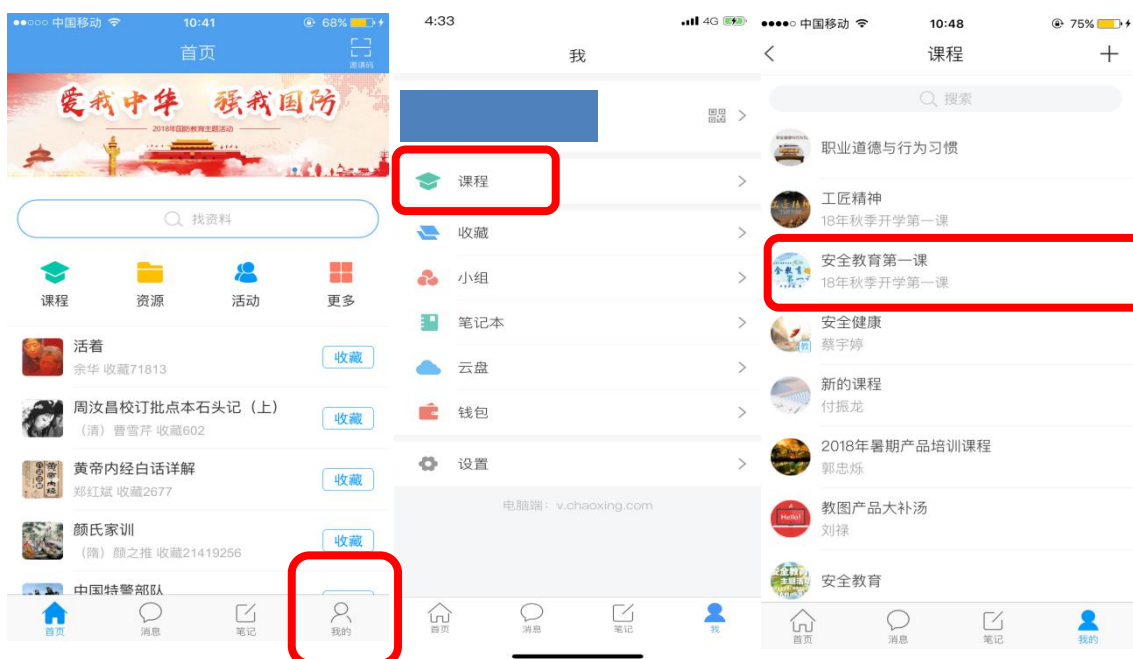 中国移动 10:41 68%
首页
邀请码
爱我中华 强我国防
2018年国防教育主题活动
找资料
课程 资源 活动 更多
活着
余华 收藏71813
收藏
周汝昌校订批点本石头记（上）
（清）曹雪芹 收藏602
收藏
黄帝内经白话详解
郑红斌 收藏2677
收藏
颜氏家训
（隋）颜之推 收藏21419256
收藏
中国特警部队
首页 消息 笔记 我的
4:33 4G
我
课程
收藏
小组
笔记本
云盘
钱包
设置
电脑端：v.chaoxing.com
首页 消息 笔记 我
中国移动 10:48 75%
课程
搜索
职业道德与行为习惯
工匠精神
18年秋季开学第一课
安全教育第一课
18年秋季开学第一课
安全健康
蔡宇婷
教
新的课程
付振龙
2018年暑期产品培训课程
郭忠烁
教图产品大补汤
刘禄
Hello!
安全教育
首页 消息 笔记 我的